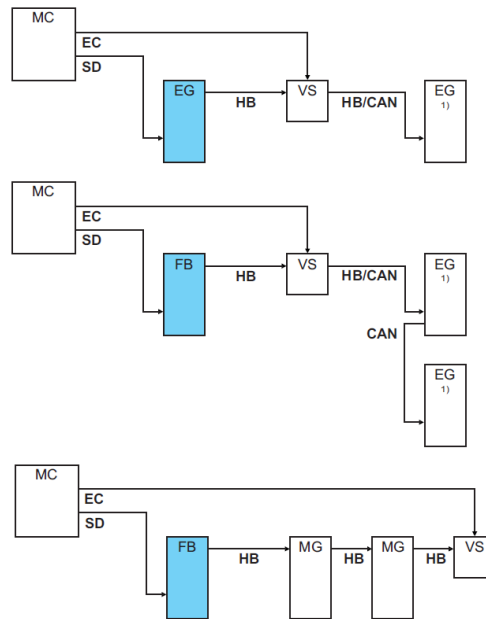 MC
EC
SD
EG
HB
VS
HB/CAN
EG
1)
MC
EC
SD
FB
HB
VS
HB/CAN
EG
1)
CAN
EG
1)
MC
EC
SD
FB
HB
MG
HB
MG
HB
VS